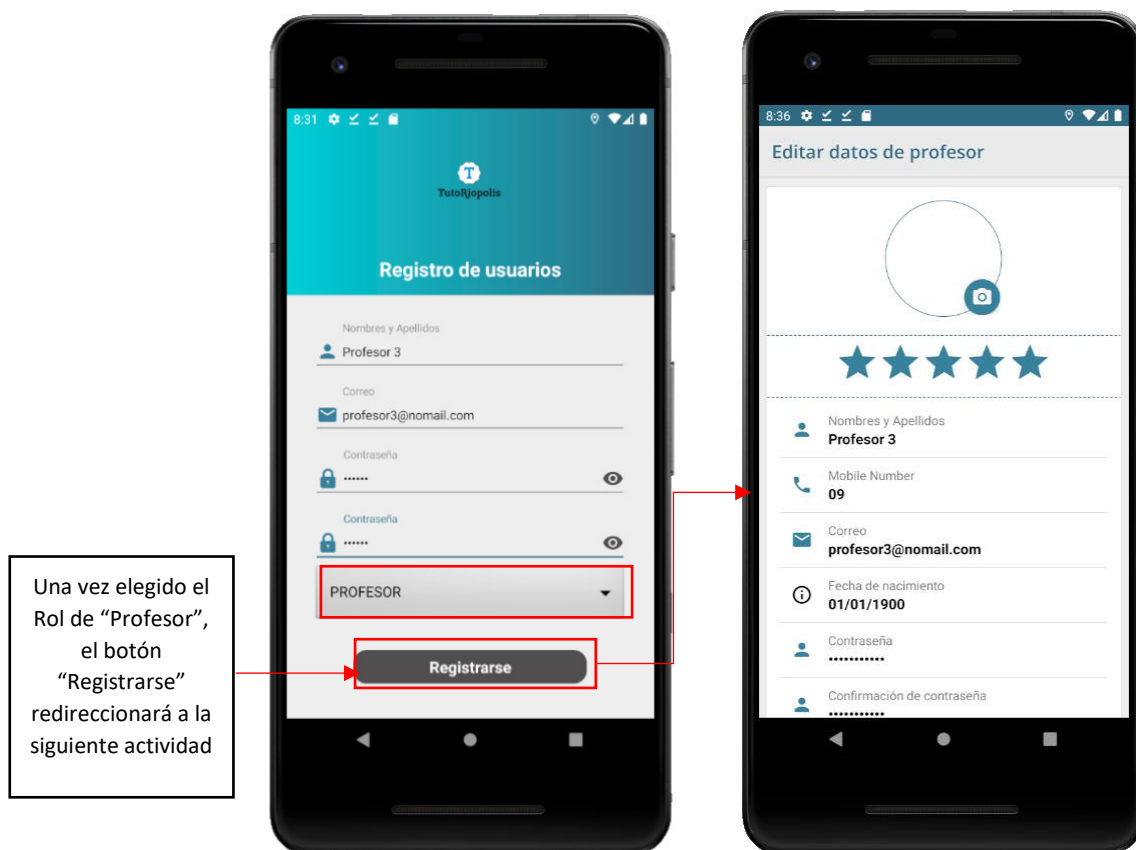 8:31
TutoRjopolis
Registro de usuarios
Nombres y Apellidos
Profesor 3
Correo
profesor3@nomail.com
Contraseña
••••••
Contraseña
••••••
PROFESOR
Registrarse
Una vez elegido el
Rol de “Profesor”,
el botón
“Registrarse”
redireccionará a la
siguiente actividad
8:36
Editar datos de profesor
Nombres y Apellidos
Profesor 3
Mobile Number
09
Correo
profesor3@nomail.com
Fecha de nacimiento
01/01/1900
Contraseña
•••••••••••
Confirmación de contraseña
•••••••••••